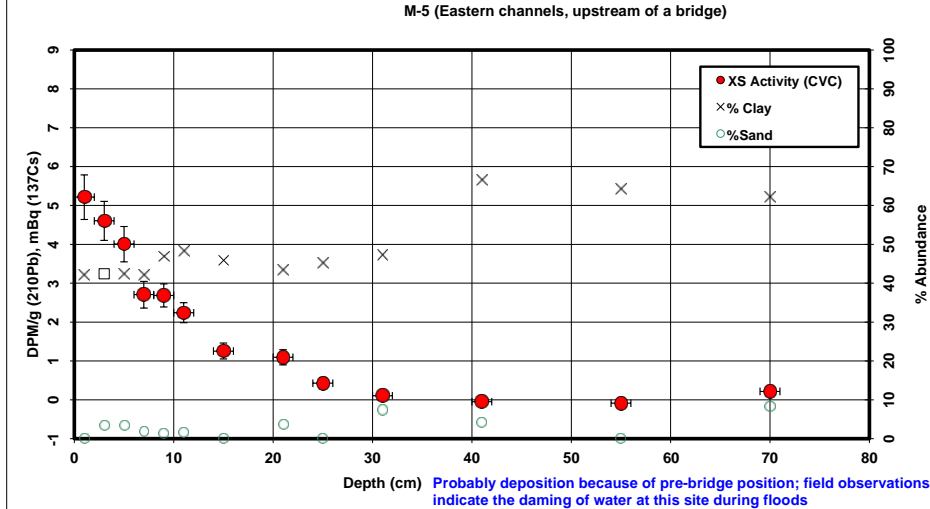 M-5 (Eastern channels, upstream of a bridge)
DPM/g (210Pb), mBq (137Cs)
9
8
7
6
5
4
3
2
1
0
-1
XS Activity (CVC)
% Clay
%Sand
100
90
80
70
60
50
40
30
20
10
0
% Abundance
0 10 20 30 40 50 60 70 80
Depth (cm) Probably deposition because of pre-bridge position; field observations
indicate the daming of water at this site during floods